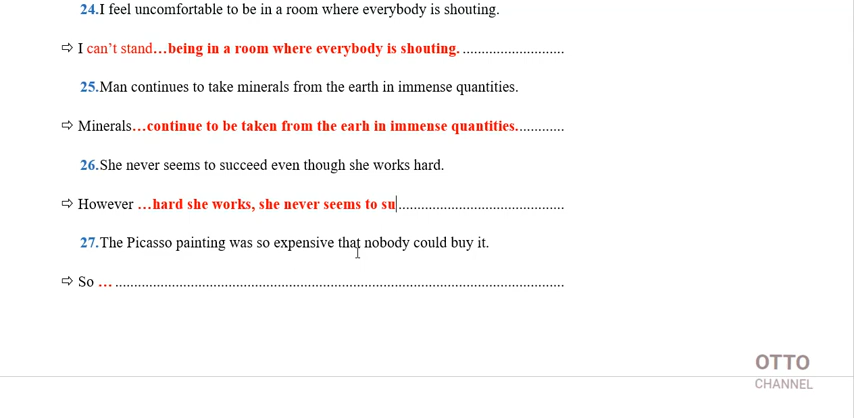 24.I feel uncomfortable to be in a room where everybody is shouting.
⇨ I can’t stand…being in a room where everybody is shouting. ..........................
25.Man continues to take minerals from the earth in immense quantities.
⇨ Minerals…continue to be taken from the earh in immense quantities............
26.She never seems to succeed even though she works hard.
⇨ However …hard she works, she never seems to su..........................................
27.The Picasso painting was so expensive that nobody could buy it.
⇨ So … ..................................................................................................................
OTTO
CHANNEL